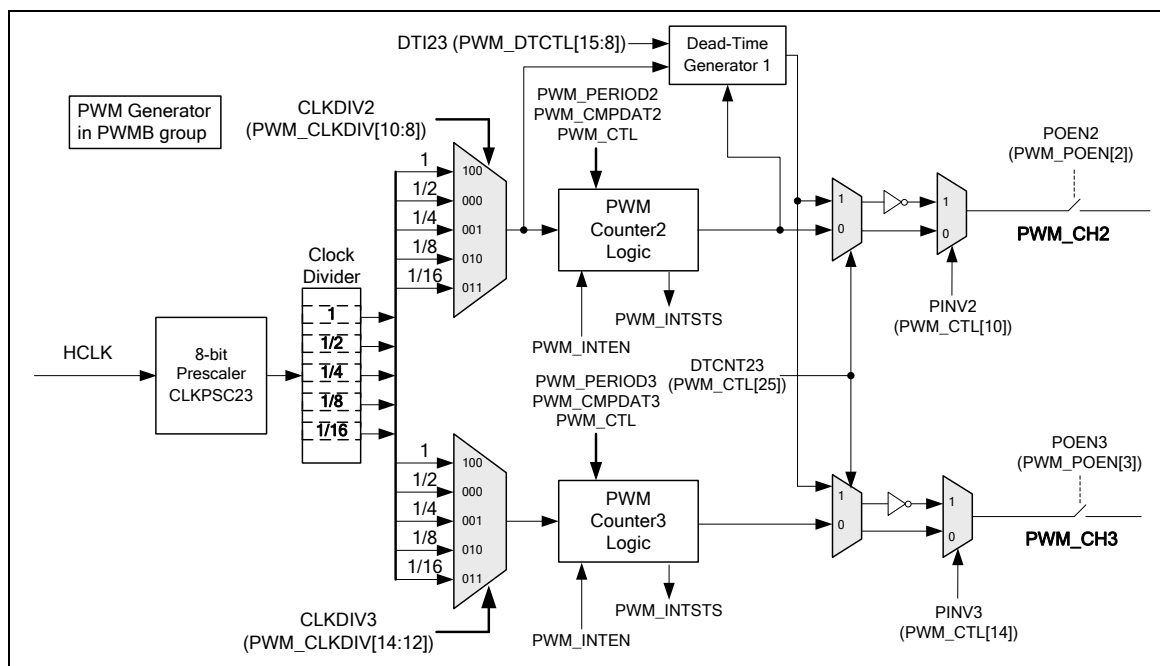 DTI23 (PWM_DTCTL[15:8])
Dead-Time
Generator 1
PWM Generator
in PWMB group
CLKDIV2
(PWM_CLKDIV[10:8])
PWM_PERIOD2
PWM_CMPDAT2
PWM_CTL
POEN2
(PWM_POEN[2])
1
100
1/2
000
1/4
001
1/8
010
1/16
011
PWM
Counter2
Logic
1
0
1
0
PWM_CH2
Clock
Divider
1
1/2
1/4
1/8
1/16
PWM_INTSTS
PWM_INTEN
PINV2
(PWM_CTL[10])
HCLK
8-bit
Prescaler
CLKPSC23
DTCNT23
(PWM_CTL[25])
PWM_PERIOD3
PWM_CMPDAT3
PWM_CTL
POEN3
(PWM_POEN[3])
1
100
1/2
000
1/4
001
1/8
010
1/16
011
PWM
Counter3
Logic
1
0
1
0
PWM_CH3
PWM_INTSTS
PWM_INTEN
CLKDIV3
(PWM_CLKDIV[14:12])
PINV3
(PWM_CTL[14])